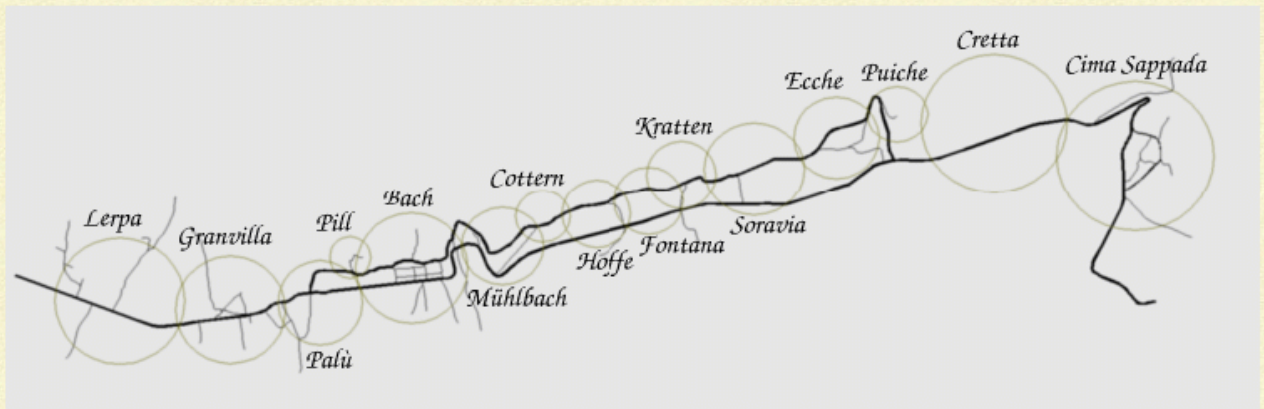 Cretta
Cima Sappada
Puiche
Ecche
Kratten
Cottern
Bach
Pill
Lerpa
Granvilla
Soravia
Fontana
Hoffe
Mühlbach
Palù